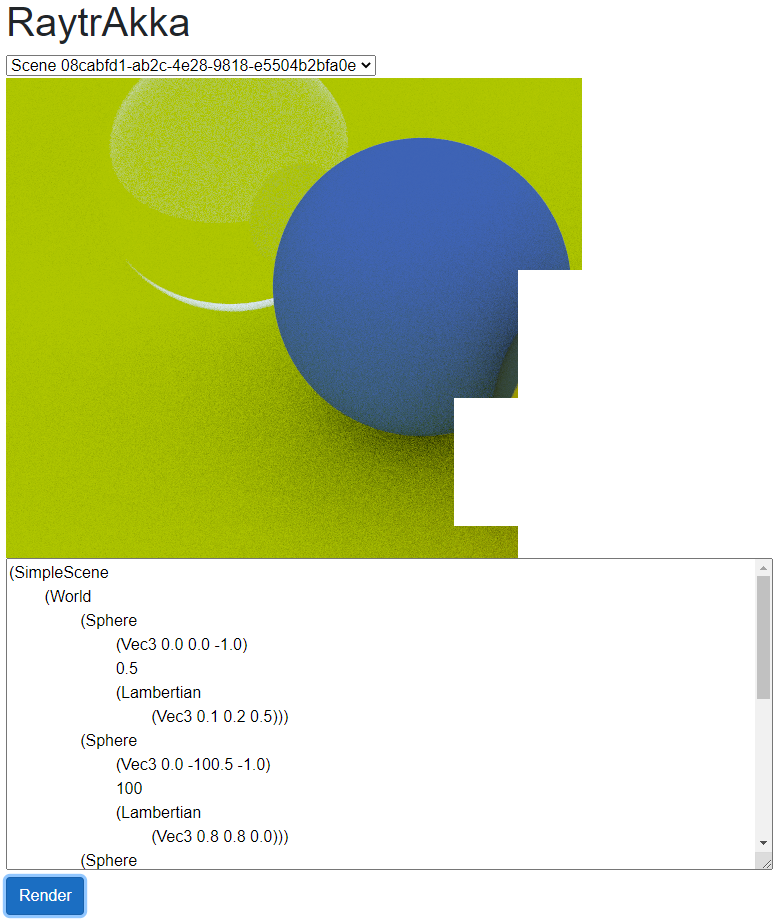 RaytrAkka
Scene 08cabfd1-ab2c-4e28-9818-e5504b2bfa0e
(SimpleScene
(World
(Sphere
(Vec3 0.0 0.0 -1.0)
0.5
(Lambertian
(Vec3 0.1 0.2 0.5)))
(Sphere
(Vec3 0.0 -100.5 -1.0)
100
(Lambertian
(Vec3 0.8 0.8 0.0)))
(Sphere
Render